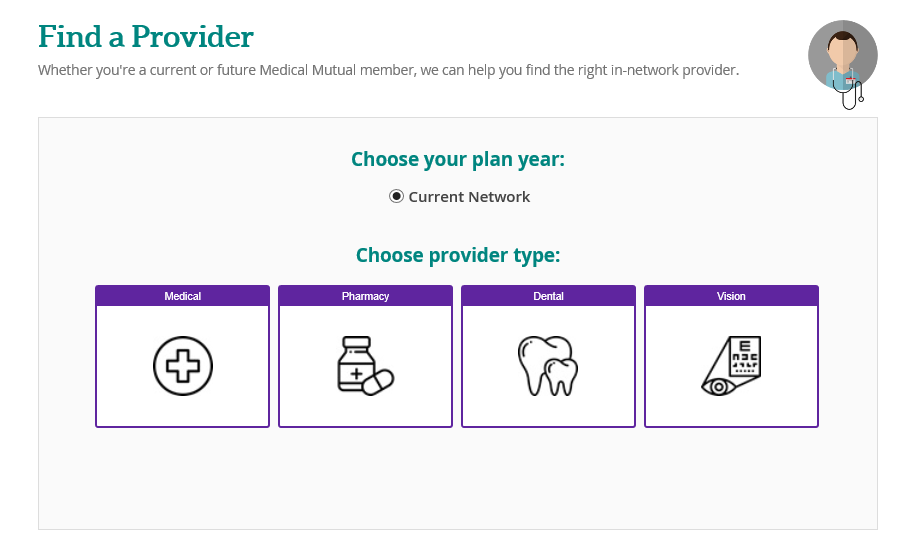 Find a Provider
Whether you're a current or future Medical Mutual member, we can help you find the right in-network provider.
Choose your plan year:
Current Network
Choose provider type:
Medical
Pharmacy
Dental
Vision